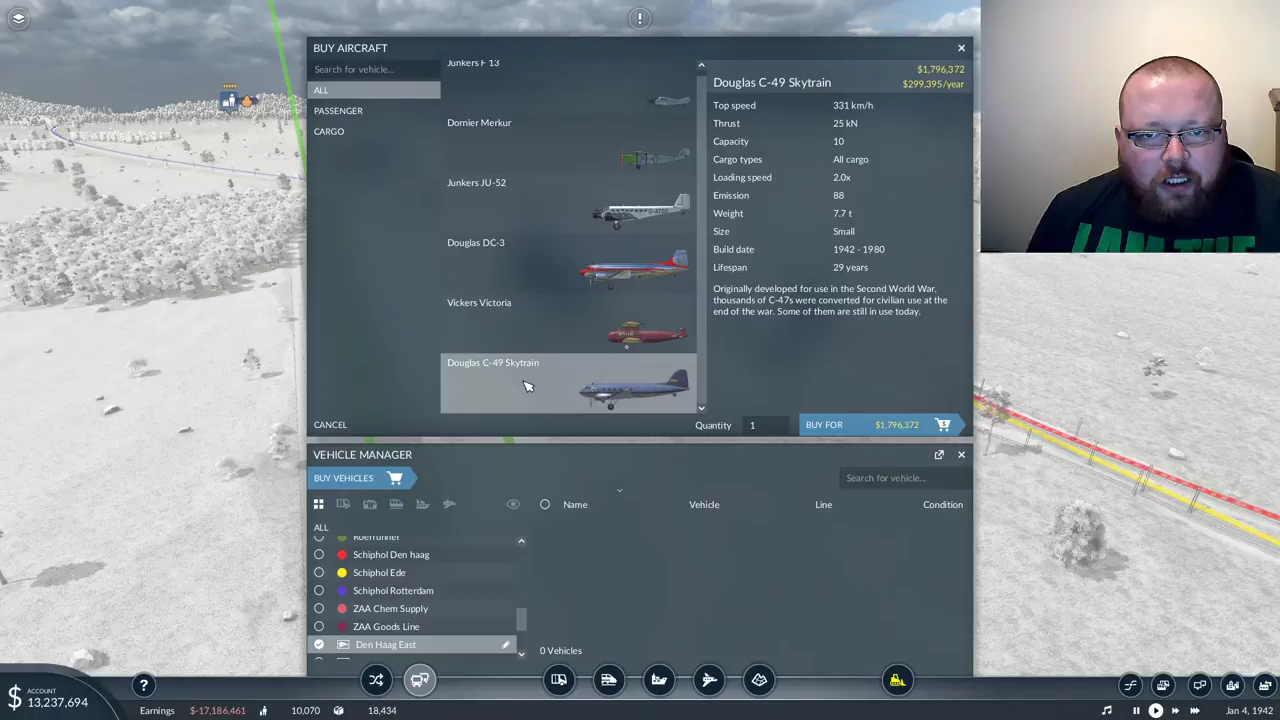 BUY AIRCRAFT
Search for vehicle...
ALL
PASSENGER
CARGO
CANCEL
Junkers F 13
Dornier Merkur
Junkers JU-52
Douglas DC-3
Vickers Victoria
Douglas C-49 Skytrain
$1,796,372
Douglas C-49 Skytrain
$299,395/year
Top speed 331 km/h
Thrust 25 kN
Capacity 10
Cargo types All cargo
Loading speed 2.0x
Emission 88
Weight 7.7 t
Size Small
Build date 1942 - 1980
Lifespan 29 years
Originally developed for use in the Second World War,
thousands of C-47s were converted for civilian use at the
end of the war. Some of them are still in use today.
Quantity 1 BUY FOR $1,796,372
I AM THE
VEHICLE MANAGER
BUY VEHICLES
Search for vehicle...
Name Vehicle Line Condition
ALL
Roerrunner
Schiphol Den haag
Schiphol Ede
Schiphol Rotterdam
ZAA Chem Supply
ZAA Goods Line
Den Haag East
0 Vehicles
$ ACCOUNT
13,237,694
?
Earnings $-17,186,461 10,070 18,434
Jan 4, 1942